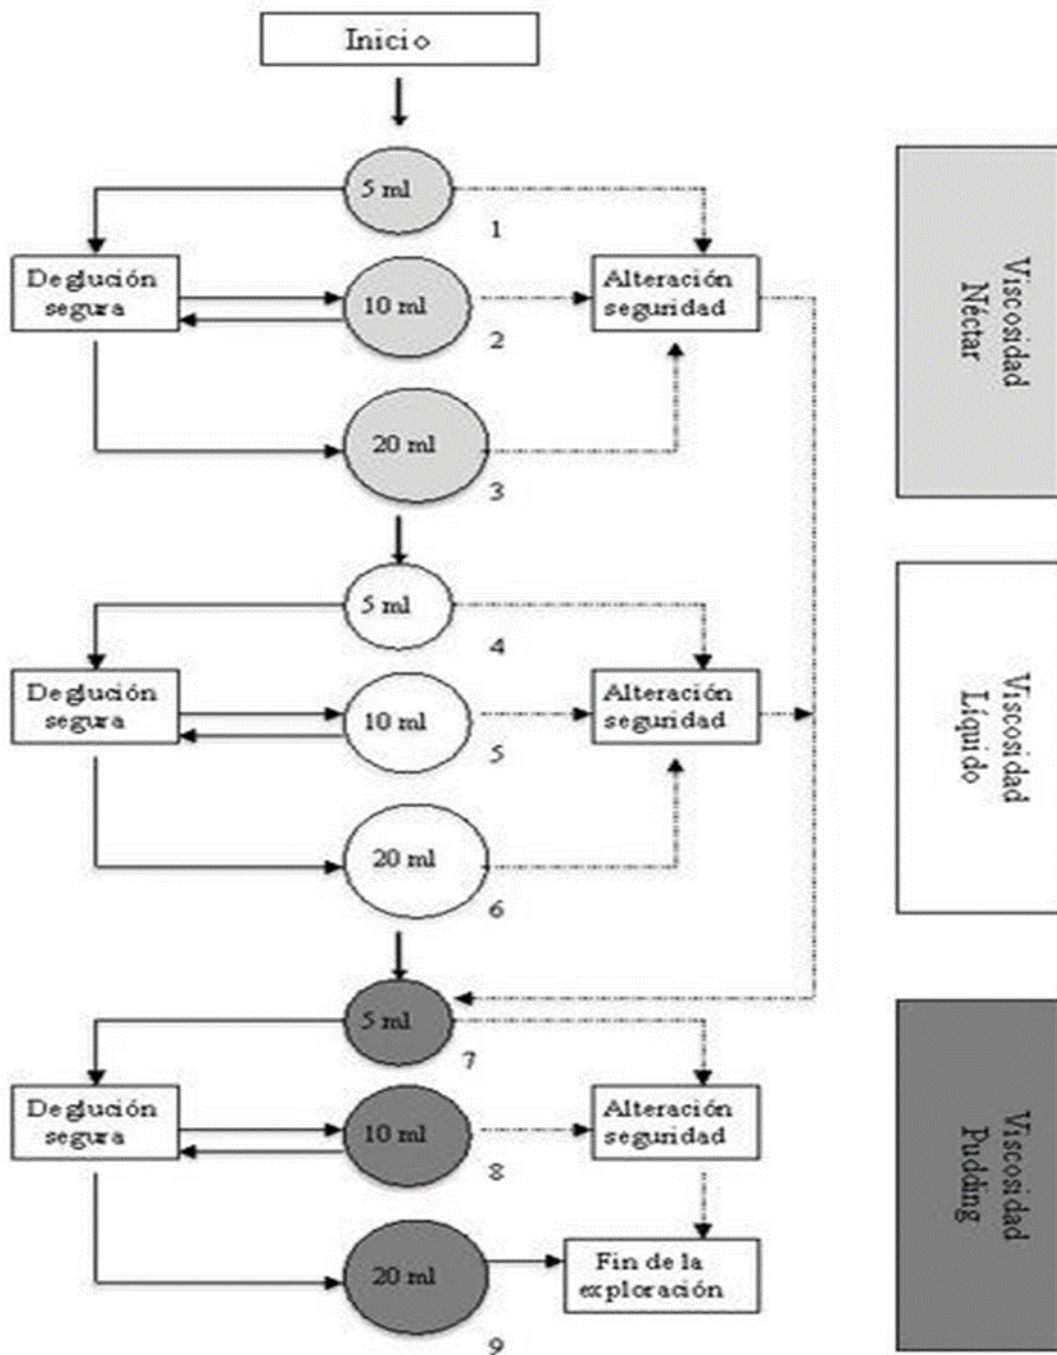 Inicio
5 ml
1
Deglución
segura
10 ml
2
Alteración
seguridad
20 ml
3
Viscosidad
Néctar
5 ml
4
Deglución
segura
10 ml
5
Alteración
seguridad
20 ml
6
Viscosidad
Líquido
5 ml
7
Deglución
segura
10 ml
8
Alteración
seguridad
20 ml
9
Fin de la
exploración
Viscosidad
Pudding